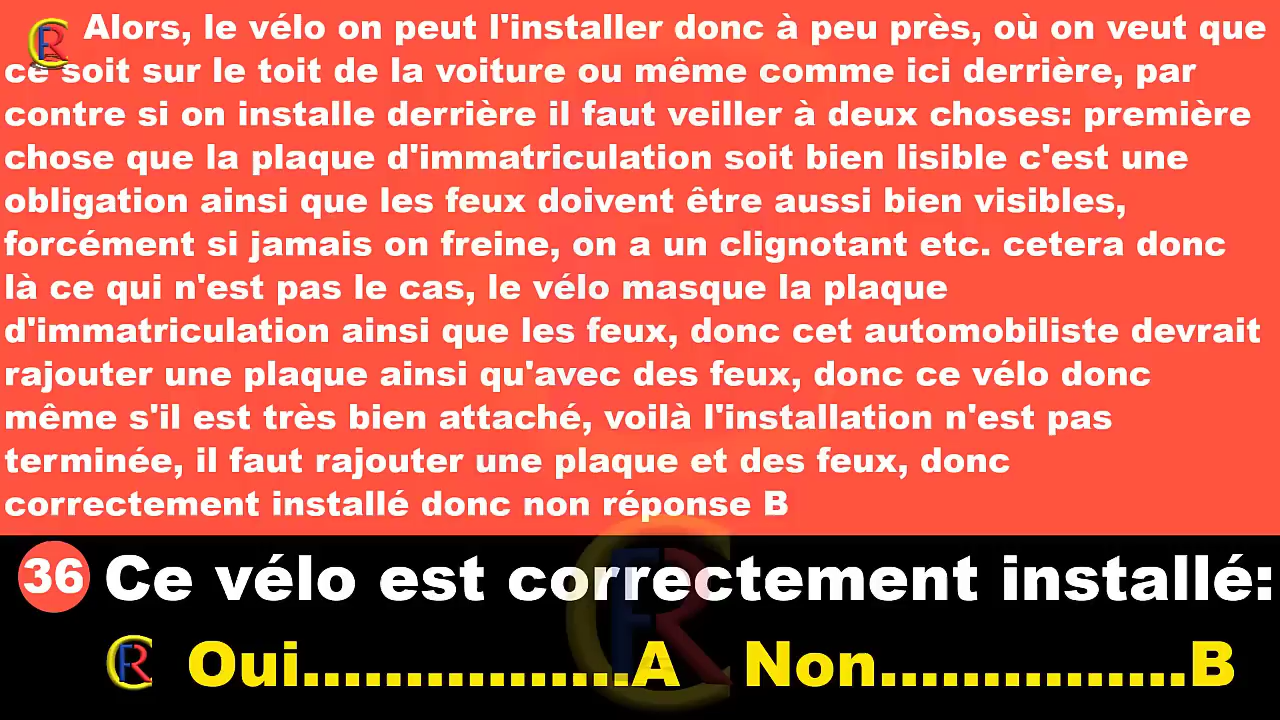 Alors, le vélo on peut l'installer donc à peu près, où on veut que
ce soit sur le toit de la voiture ou même comme ici derrière, par
contre si on installe derrière il faut veiller à deux choses: première
chose que la plaque d'immatriculation soit bien lisible c'est une
obligation ainsi que les feux doivent être aussi bien visibles,
forcément si jamais on freine, on a un clignotant etc. cetera donc
là ce qui n'est pas le cas, le vélo masque la plaque
d'immatriculation ainsi que les feux, donc cet automobiliste devrait
rajouter une plaque ainsi qu'avec des feux, donc ce vélo donc
même s'il est très bien attaché, voilà l'installation n'est pas
terminée, il faut rajouter une plaque et des feux, donc
correctement installé donc non réponse B
36 Ce vélo est correctement installé:
Oui................A Non...............B